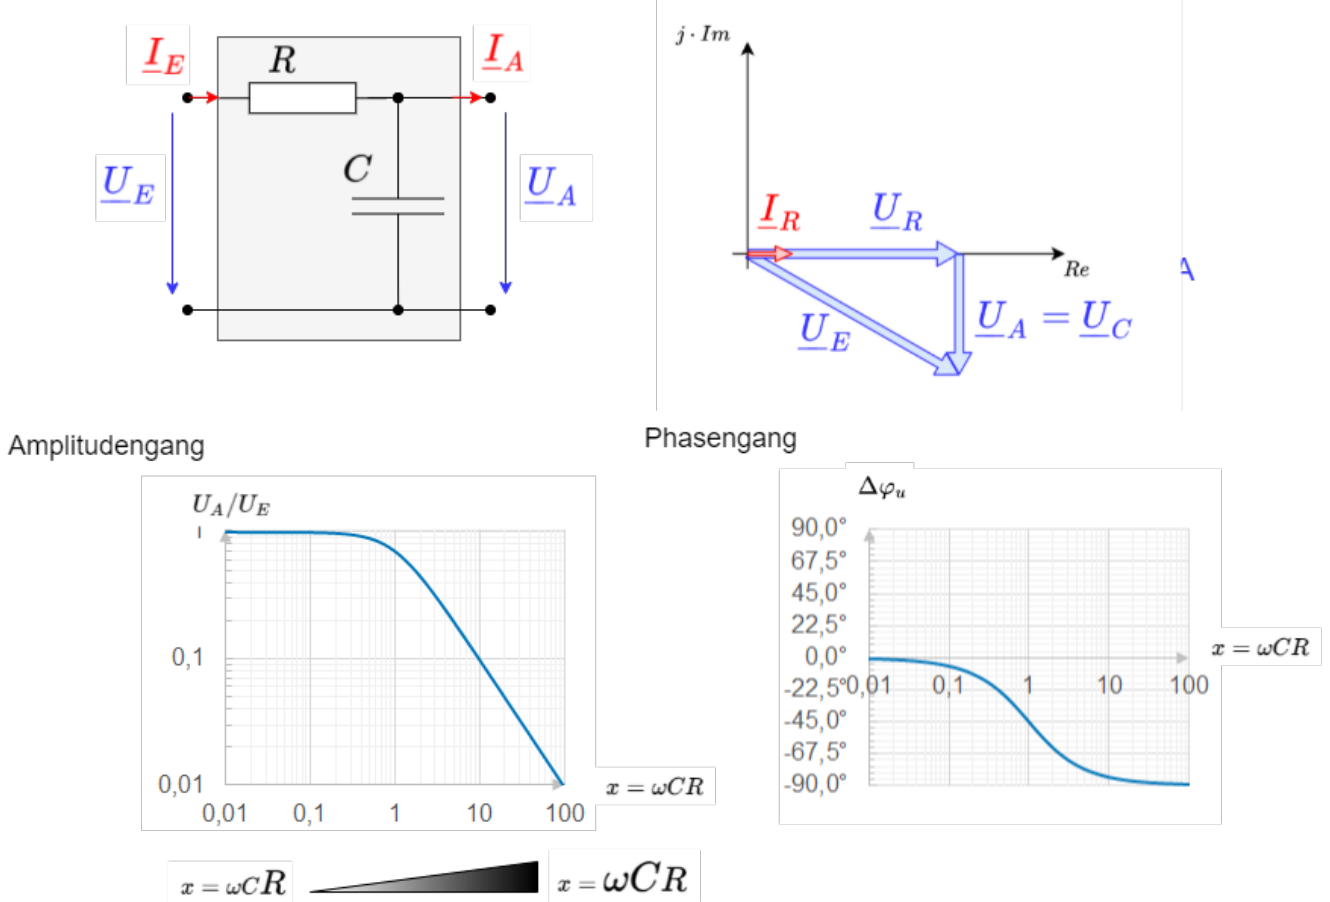 I_E
R
I_A
C
U_E
U_A
j · Im
I_R
U_R
Re
U_E
U_A = U_C
A
Amplitudengang
Phasengang
U_A/U_E
1
0,1
0,01
0,01 0,1 1 10 100
x = ωCR
Δφ_u
90,0°
67,5°
45,0°
22,5°
0,0°
-22,5°
-45,0°
-67,5°
-90,0°
0,01 0,1 1 10 100
x = ωCR
x = ωCR
x = ωCR